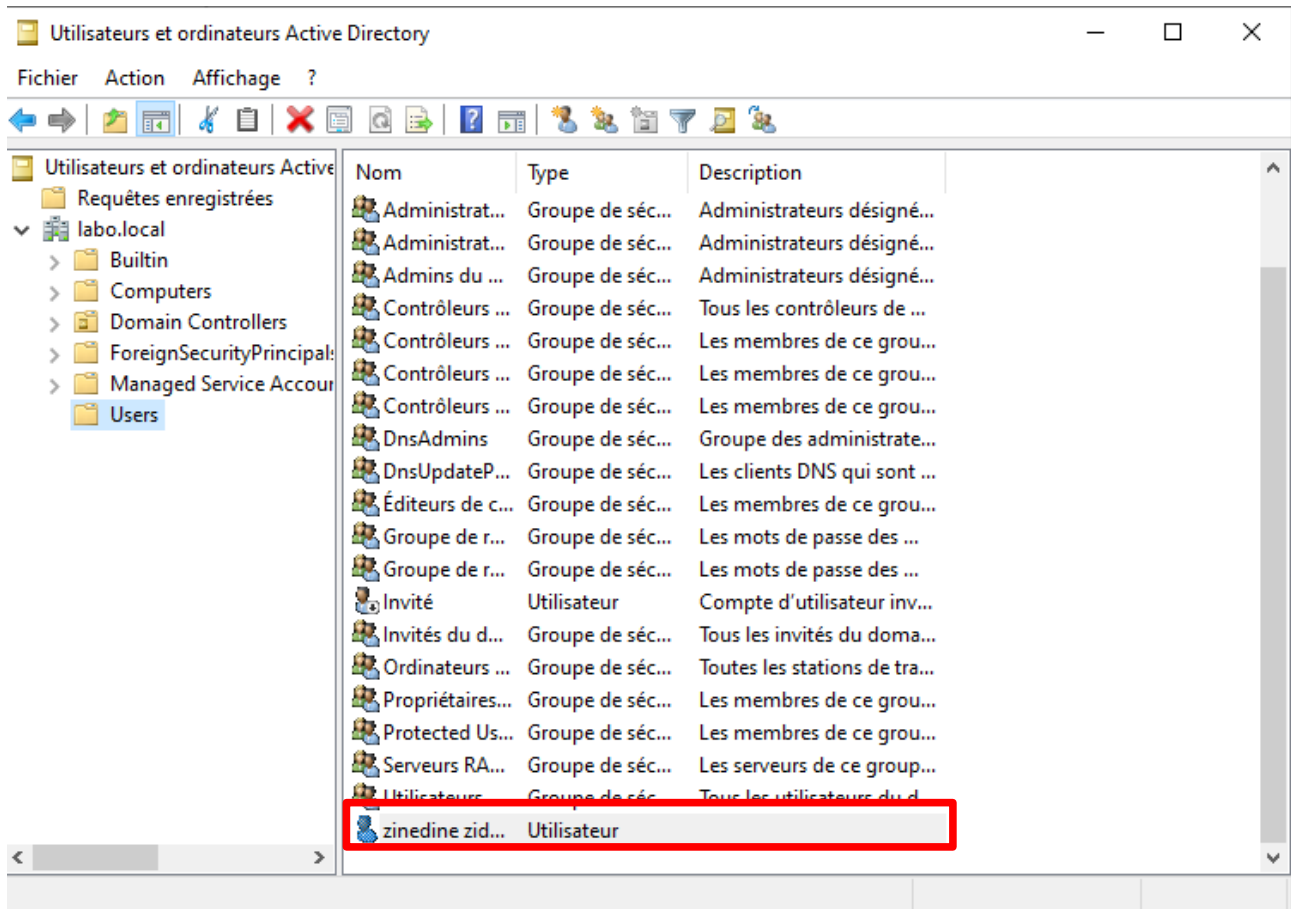 Utilisateurs et ordinateurs Active Directory
Fichier Action Affichage ?
Utilisateurs et ordinateurs Active
Requêtes enregistrées
labo.local
Builtin
Computers
Domain Controllers
ForeignSecurityPrincipals
Managed Service Accour
Users
Nom Type Description
Administrat... Groupe de séc... Administrateurs désigné...
Administrat... Groupe de séc... Administrateurs désigné...
Admins du ... Groupe de séc... Administrateurs désigné...
Contrôleurs ... Groupe de séc... Tous les contrôleurs de ...
Contrôleurs ... Groupe de séc... Les membres de ce grou...
Contrôleurs ... Groupe de séc... Les membres de ce grou...
Contrôleurs ... Groupe de séc... Les membres de ce grou...
DnsAdmins Groupe de séc... Groupe des administrate...
DnsUpdateP... Groupe de séc... Les clients DNS qui sont ...
Éditeurs de c... Groupe de séc... Les membres de ce grou...
Groupe de r... Groupe de séc... Les mots de passe des ...
Groupe de r... Groupe de séc... Les mots de passe des ...
Invité Utilisateur Compte d'utilisateur inv...
Invités du d... Groupe de séc... Tous les invités du doma...
Ordinateurs ... Groupe de séc... Toutes les stations de tra...
Propriétaires... Groupe de séc... Les membres de ce grou...
Protected Us... Groupe de séc... Les membres de ce grou...
Serveurs RA... Groupe de séc... Les serveurs de ce group...
Utilisateurs ... Groupe de séc... Tous les utilisateurs du d...
zinedine zid... Utilisateur